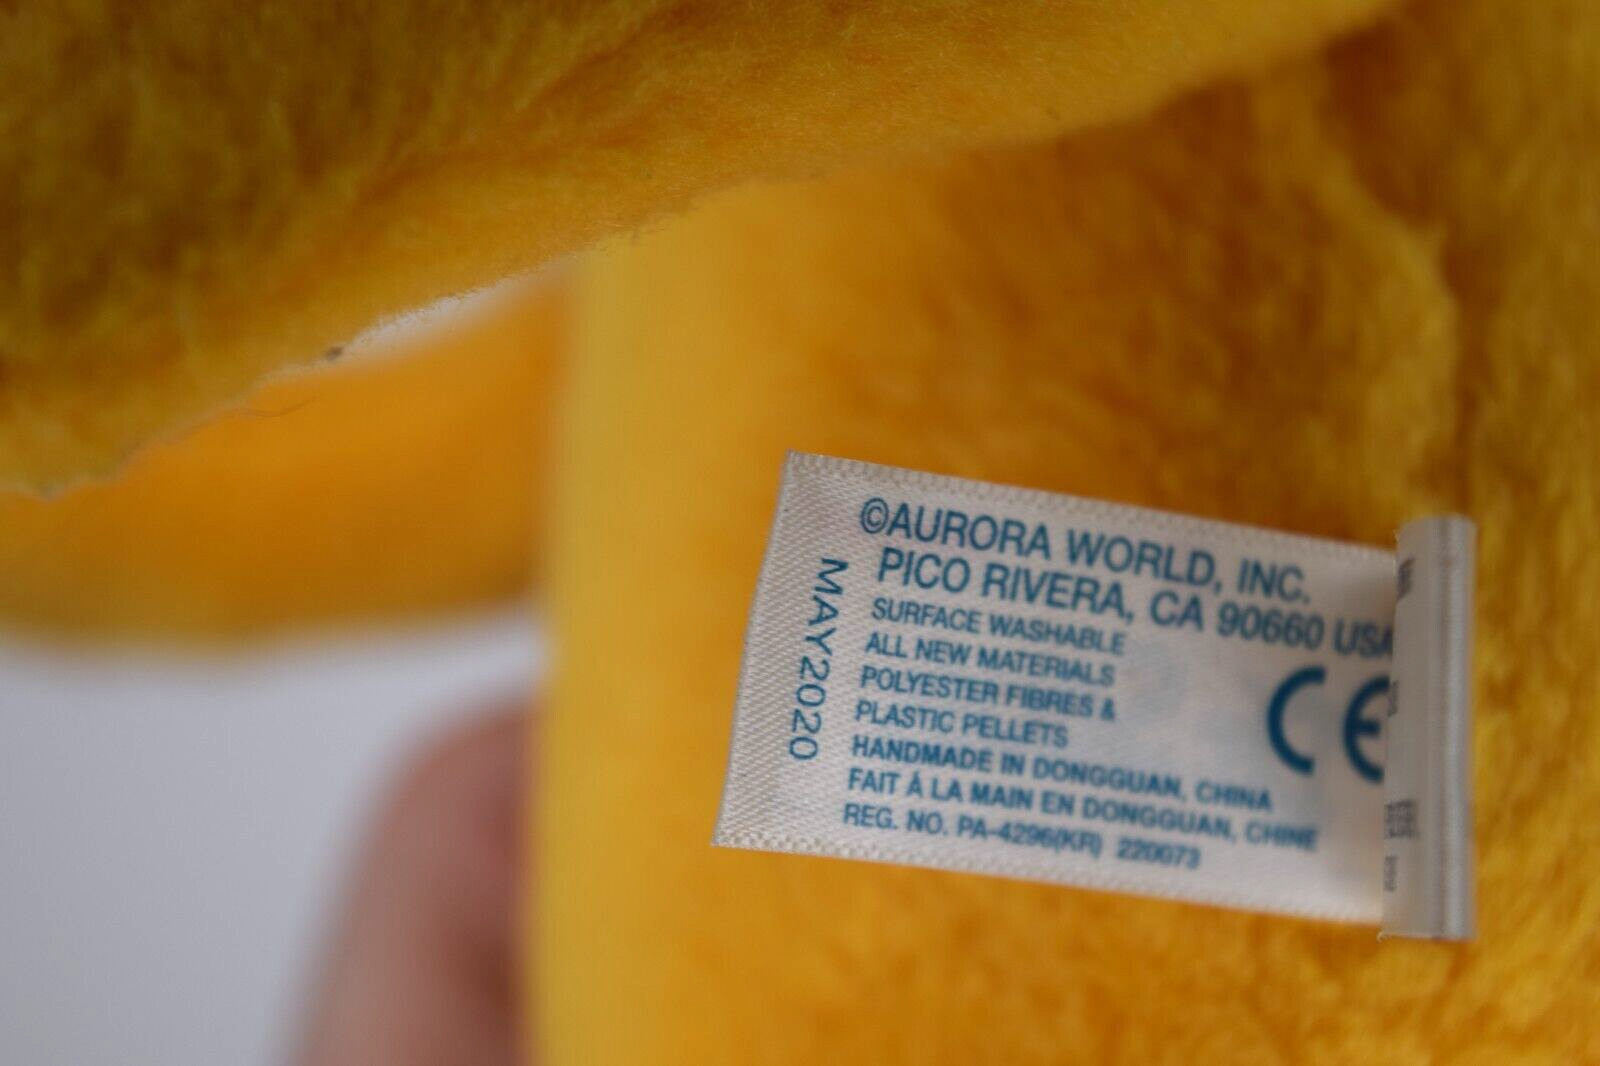 ©AURORA WORLD, INC.
PICO RIVERA, CA 90660 USA
SURFACE WASHABLE
ALL NEW MATERIALS
POLYESTER FIBRES &
PLASTIC PELLETS
HANDMADE IN DONGGUAN, CHINA
FAIT À LA MAIN EN DONGGUAN, CHINE
REG. NO. PA-4296(KR) 220073
MAY2020
CE